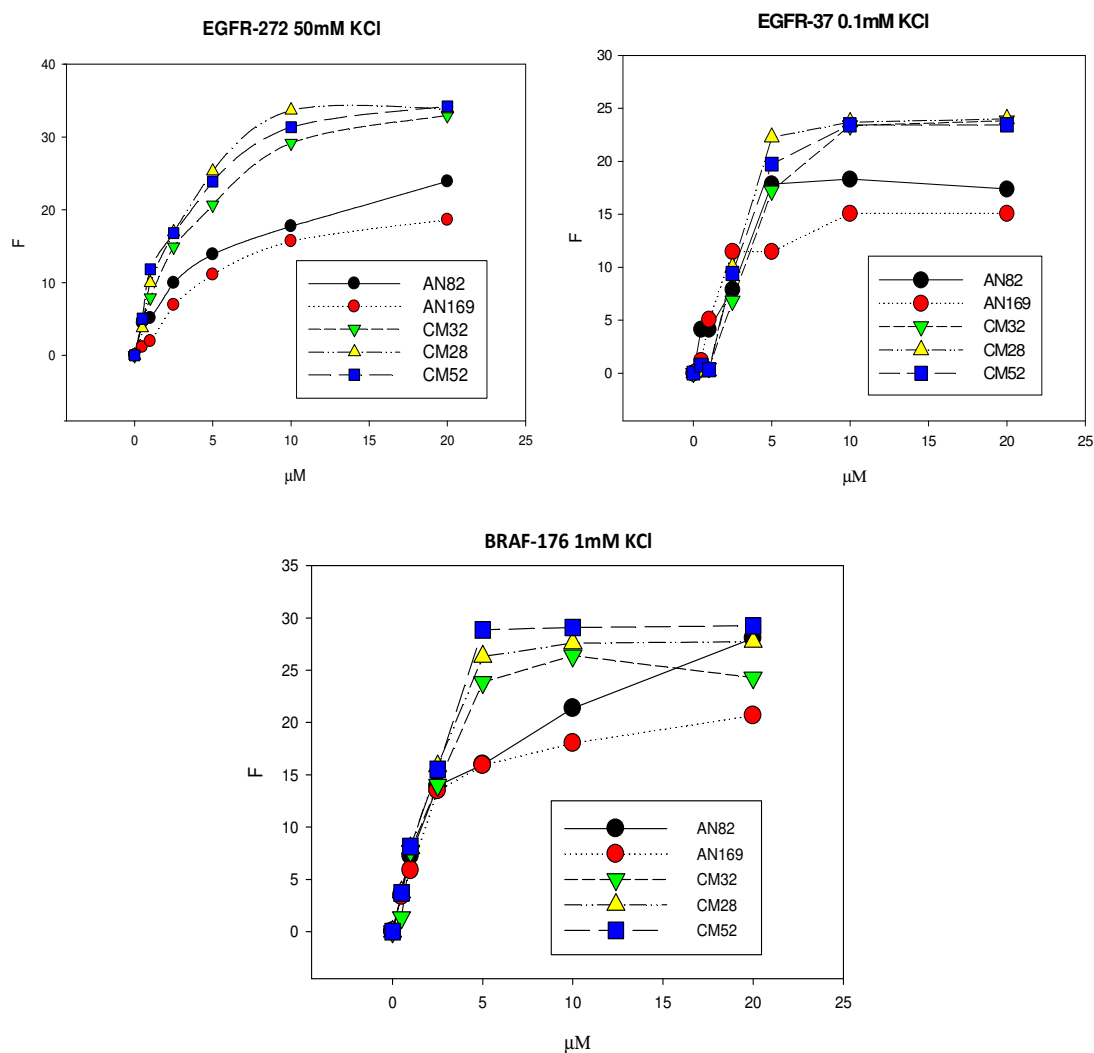 EGFR-272 50mM KCl
40
30
20
10
0
F
0 5 10 15 20 25
μM
AN82
AN169
CM32
CM28
CM52
EGFR-37 0.1mM KCl
30
25
20
15
10
5
0
F
0 5 10 15 20 25
μM
AN82
AN169
CM32
CM28
CM52
BRAF-176 1mM KCl
35
30
25
20
15
10
5
0
F
0 5 10 15 20 25
μM
AN82
AN169
CM32
CM28
CM52